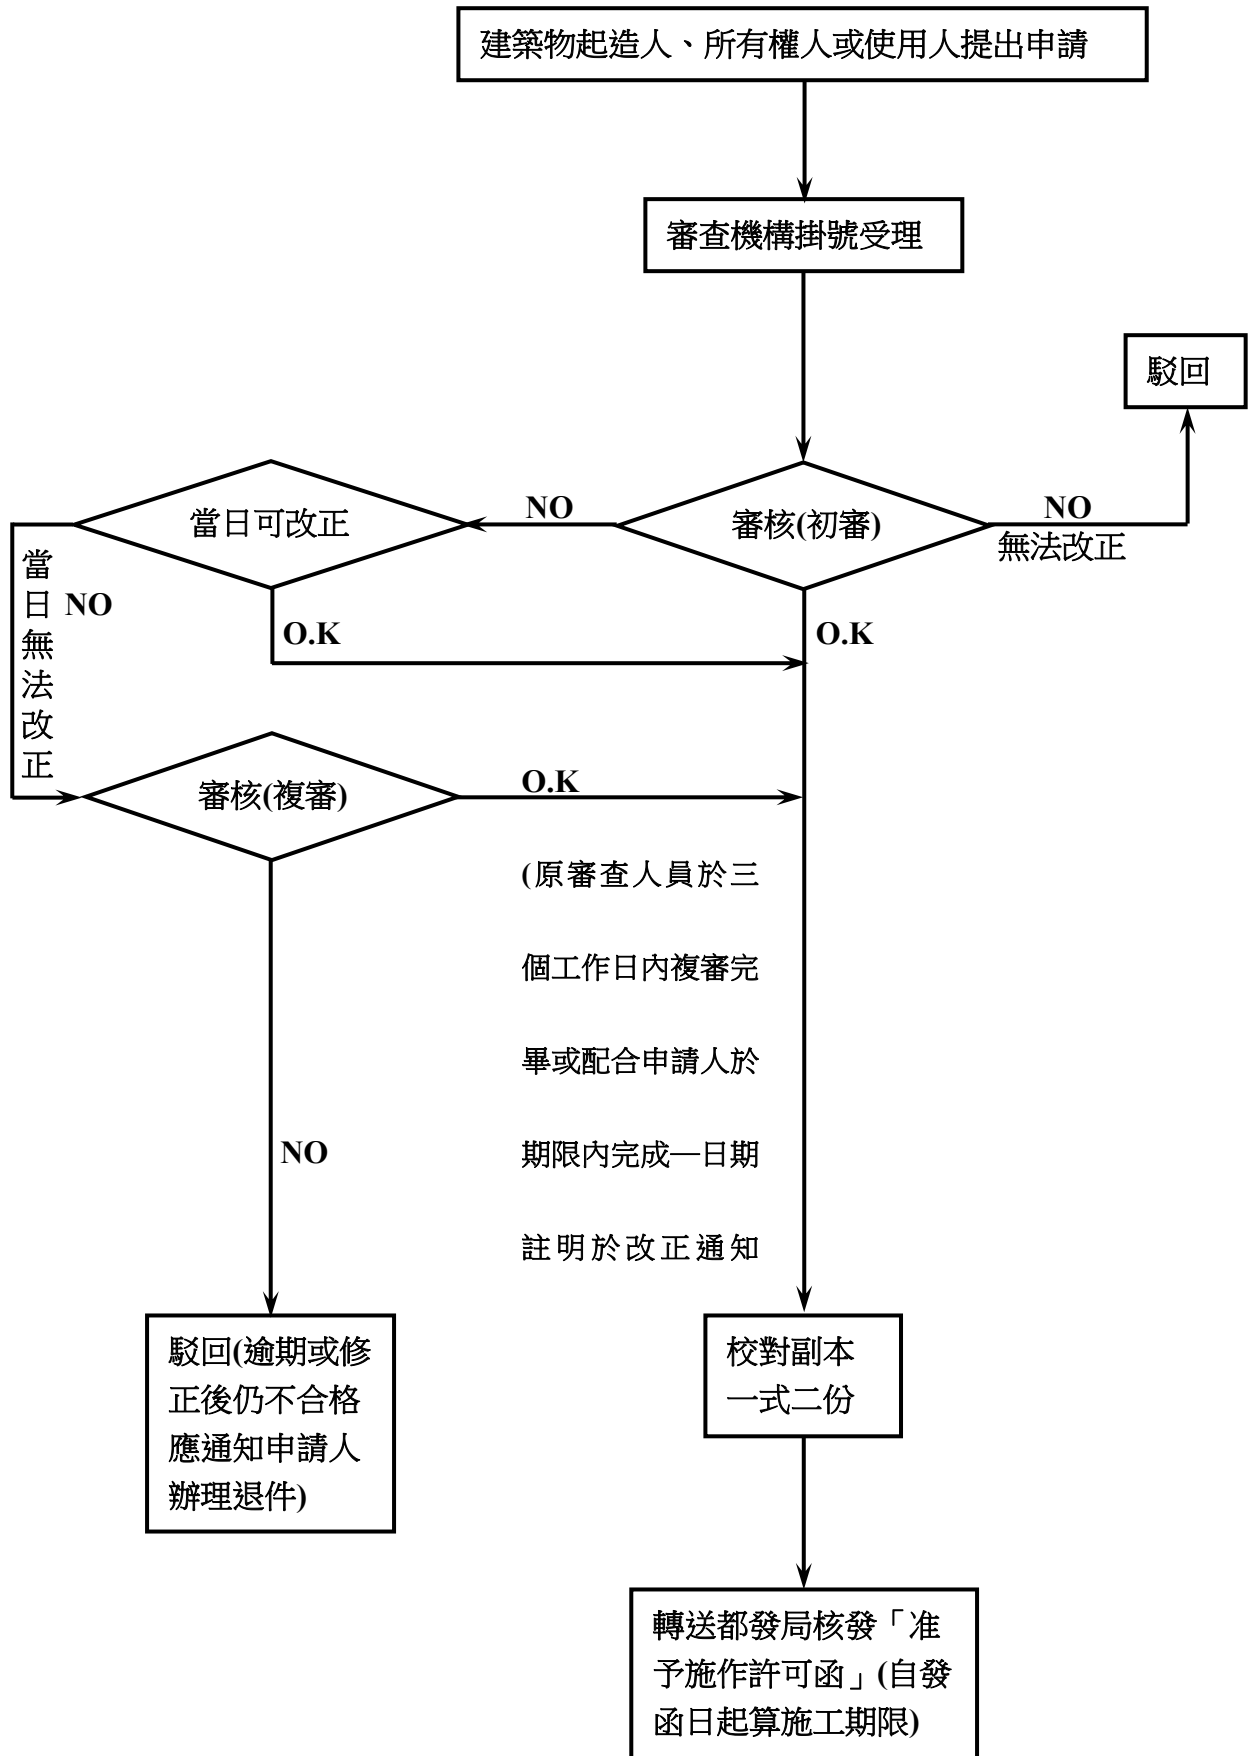 建築物起造人、所有權人或使用人提出申請
審查機構掛號受理
駁回
當日可改正
NO
審核(初審)
NO
無法改正
當日無法改正
NO
O.K
O.K
審核(複審)
O.K
(原審查人員於三
個工作日內複審完
畢或配合申請人於
期限內完成—日期
註明於改正通知
NO
駁回(逾期或修
正後仍不合格
應通知申請人
辦理退件)
校對副本
一式二份
轉送都發局核發「准
予施作許可函」(自發
函日起算施工期限)